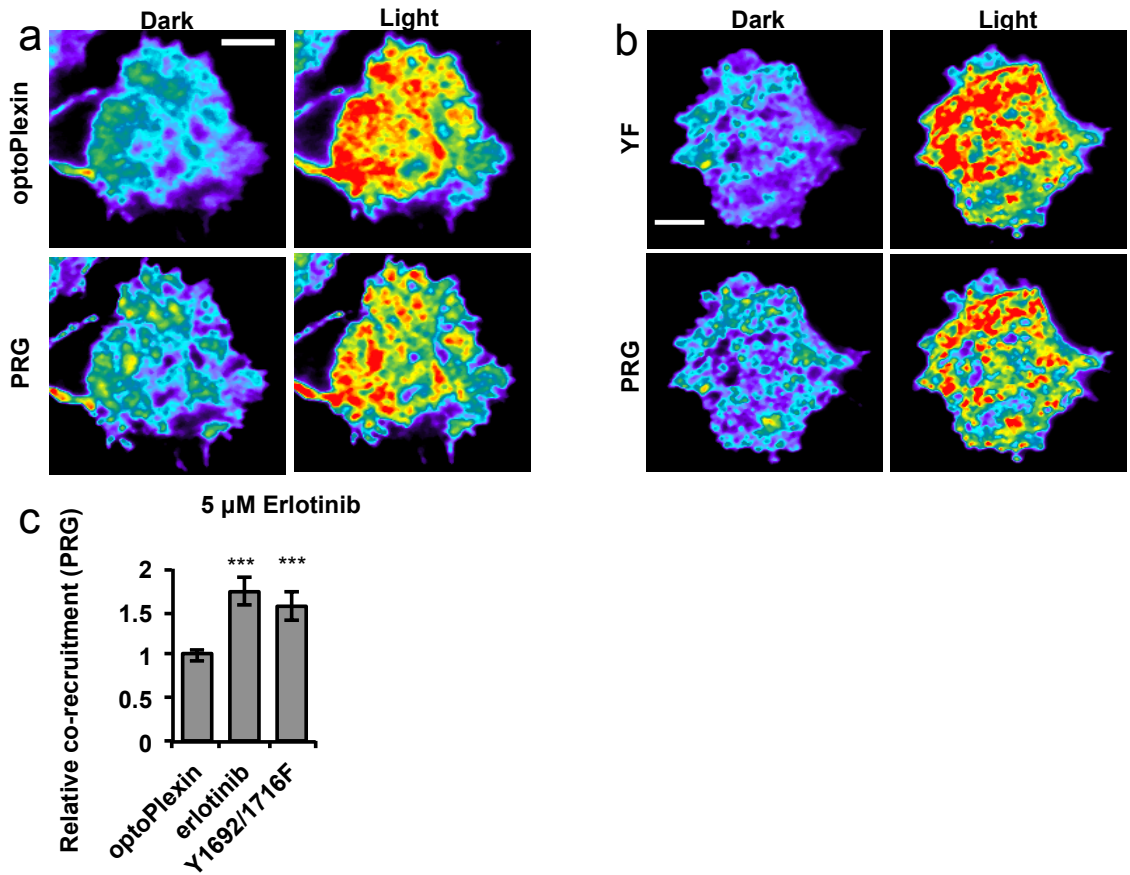 a
Dark
Light
optoPlexin
PRG
b
Dark
Light
YF
PRG
c
5 µM Erlotinib
Relative co-recruitment (PRG)
2
1.5
1
0.5
0
***
***
optoPlexin
erlotinib
Y1692/1716F